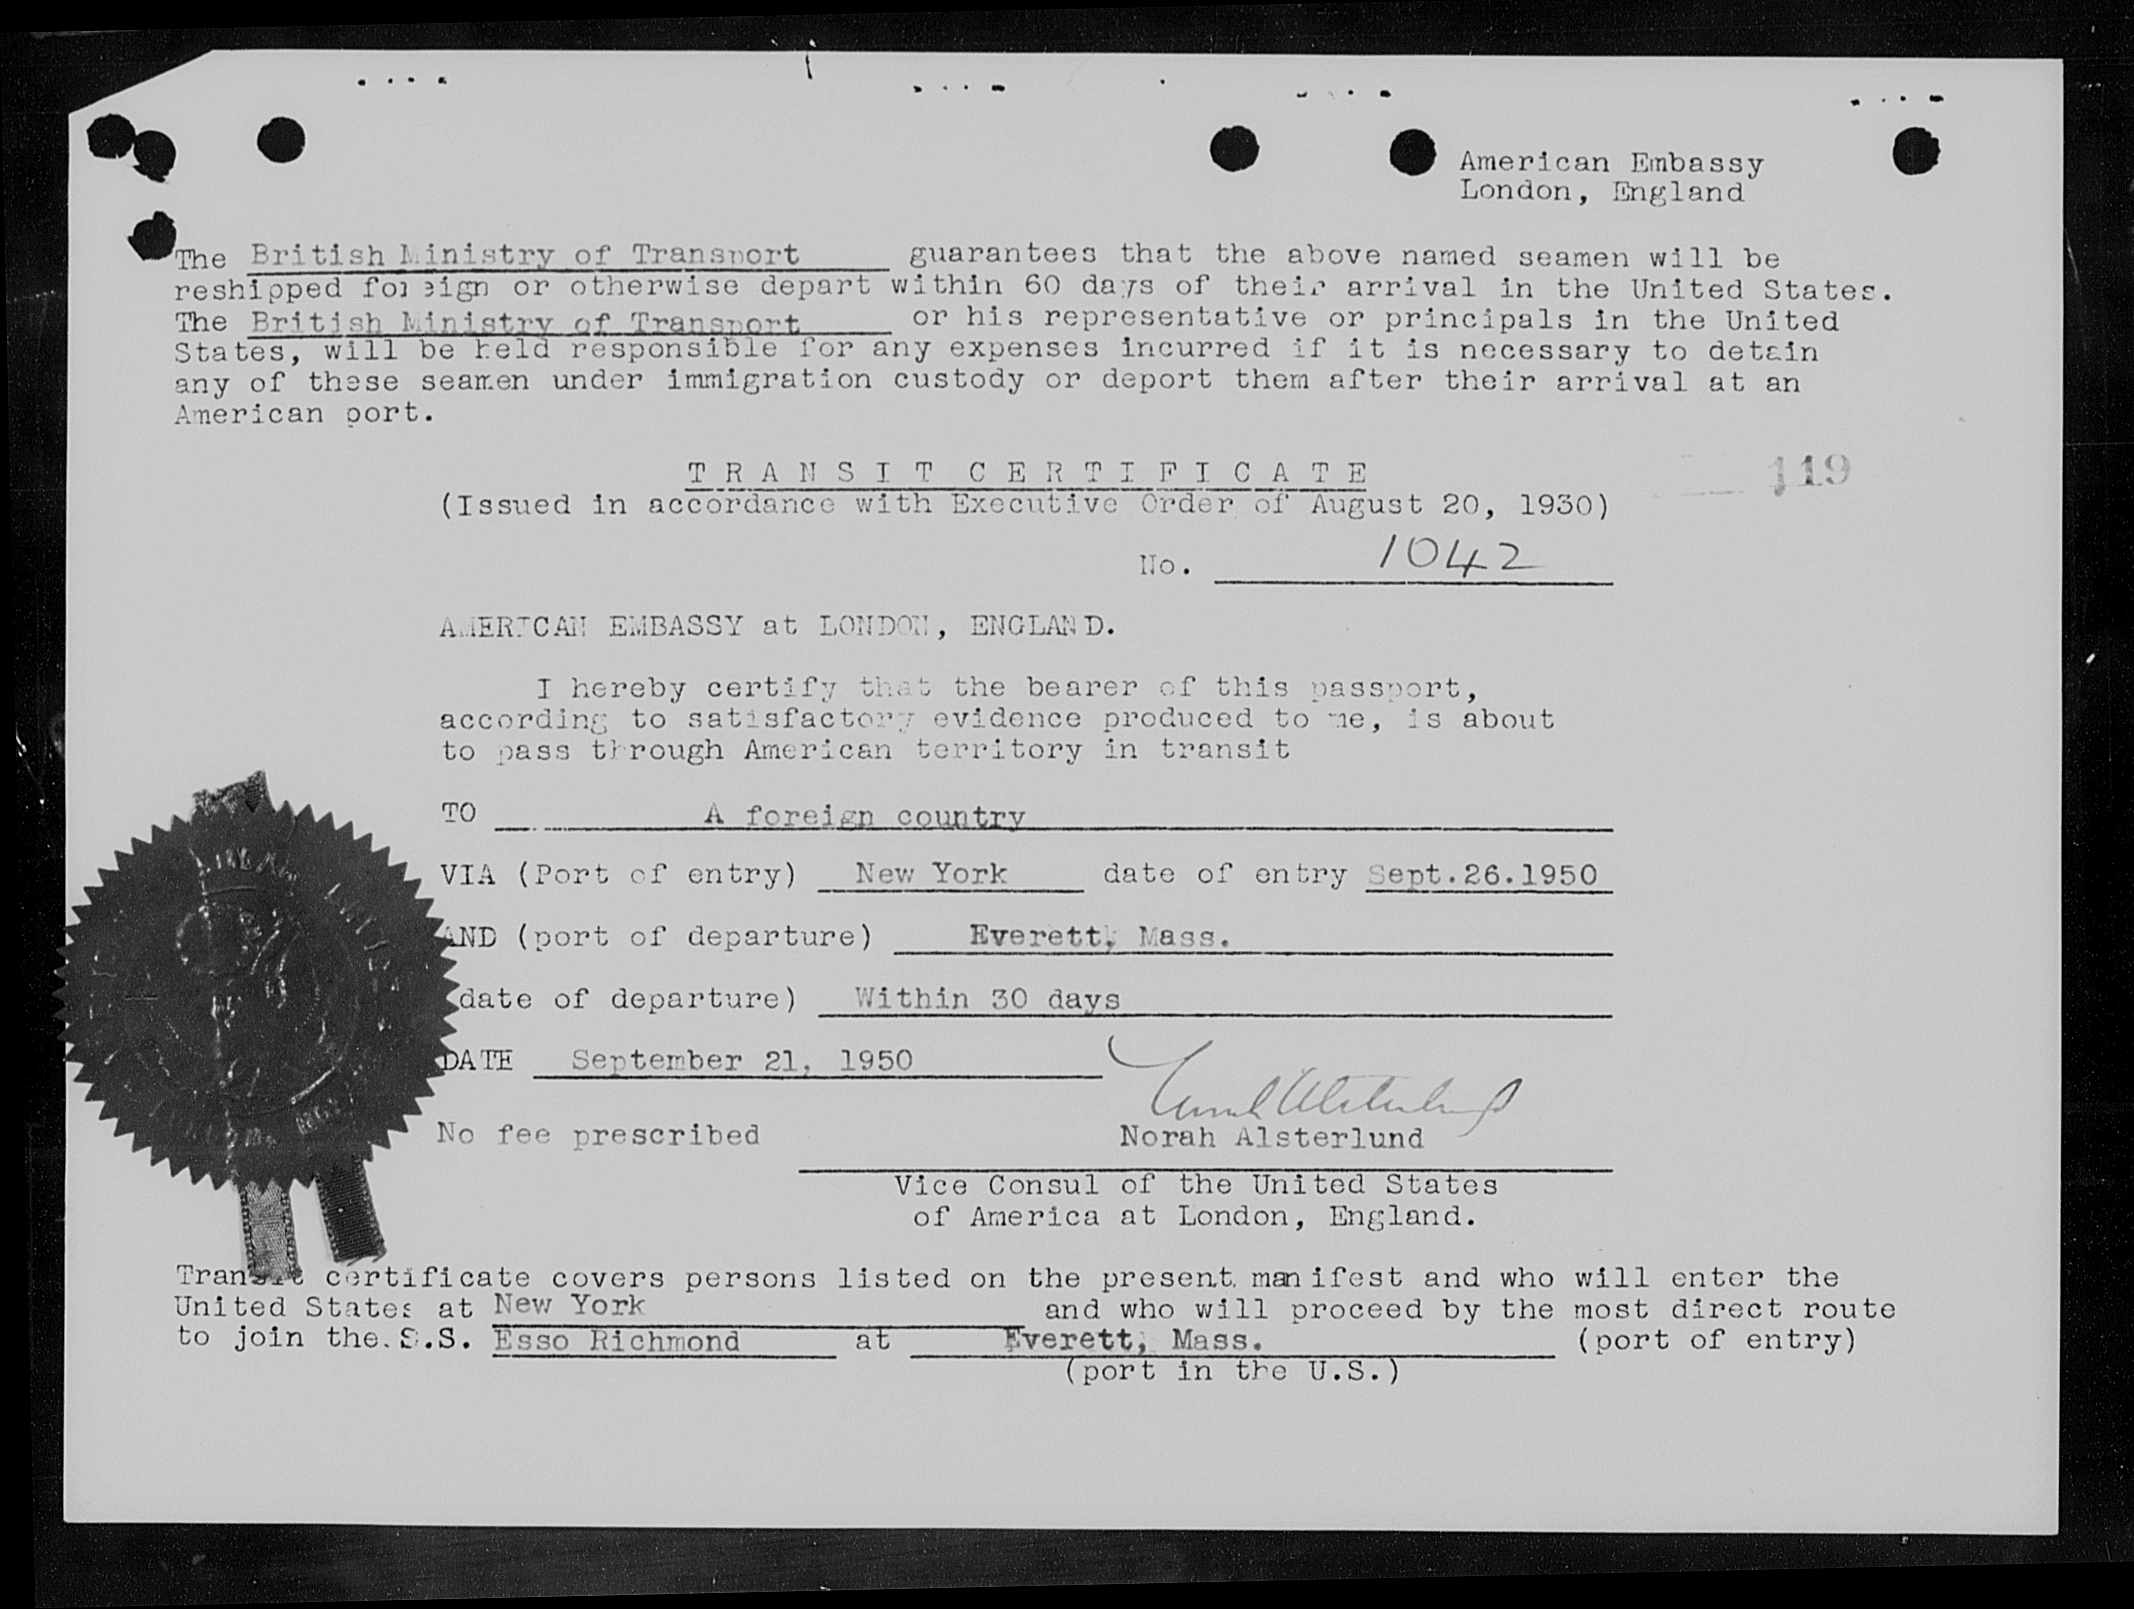 American Embassy
London, England
The British Ministry of Transport guarantees that the above named seamen will be
reshipped foreign or otherwise depart within 60 days of their arrival in the United States.
The British Ministry of Transport or his representative or principals in the United
States, will be held responsible for any expenses incurred if it is necessary to detain
any of these seamen under immigration custody or deport them after their arrival at an
American port.
TRANSIT CERTIFICATE
119
(Issued in accordance with Executive Order of August 20, 1930)
No. 1042
AMERICAN EMBASSY at LONDON, ENGLAND.
I hereby certify that the bearer of this passport,
according to satisfactory evidence produced to me, is about
to pass through American territory in transit
TO A foreign country
VIA (Port of entry) New York date of entry Sept.26.1950
AND (port of departure) Everett, Mass.
date of departure) Within 30 days
DATE September 21, 1950
No fee prescribed Norah Alsterlund
Vice Consul of the United States
of America at London, England.
Transit certificate covers persons listed on the present manifest and who will enter the
United States at New York and who will proceed by the most direct route
to join the S.S. Esso Richmond at Everett, Mass. (port of entry)
(port in the U.S.)